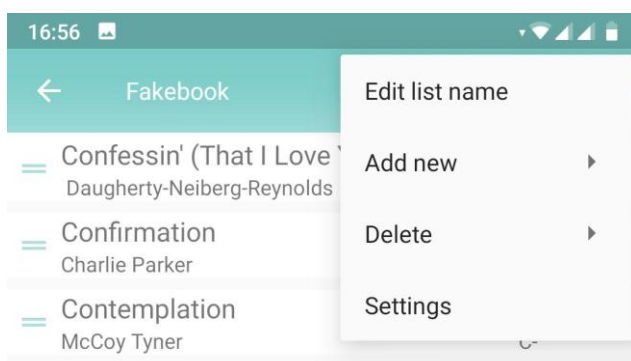 16:56
Fakebook
Edit list name
Confessin' (That I Love
Daugherty-Neiberg-Reynolds
Add new
Confirmation
Charlie Parker
Delete
Contemplation
McCoy Tyner
Settings